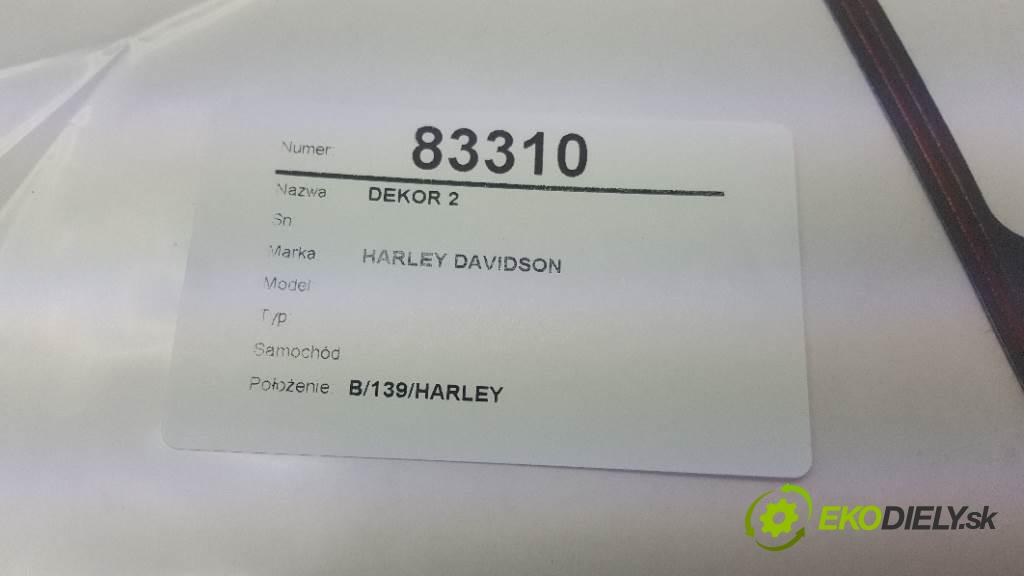 Numer 83310
Nazwa DEKOR 2
Sn
Marka HARLEY DAVIDSON
Model
Typ
Samochód
Położenie B/139/HARLEY
EKODIELY.sk